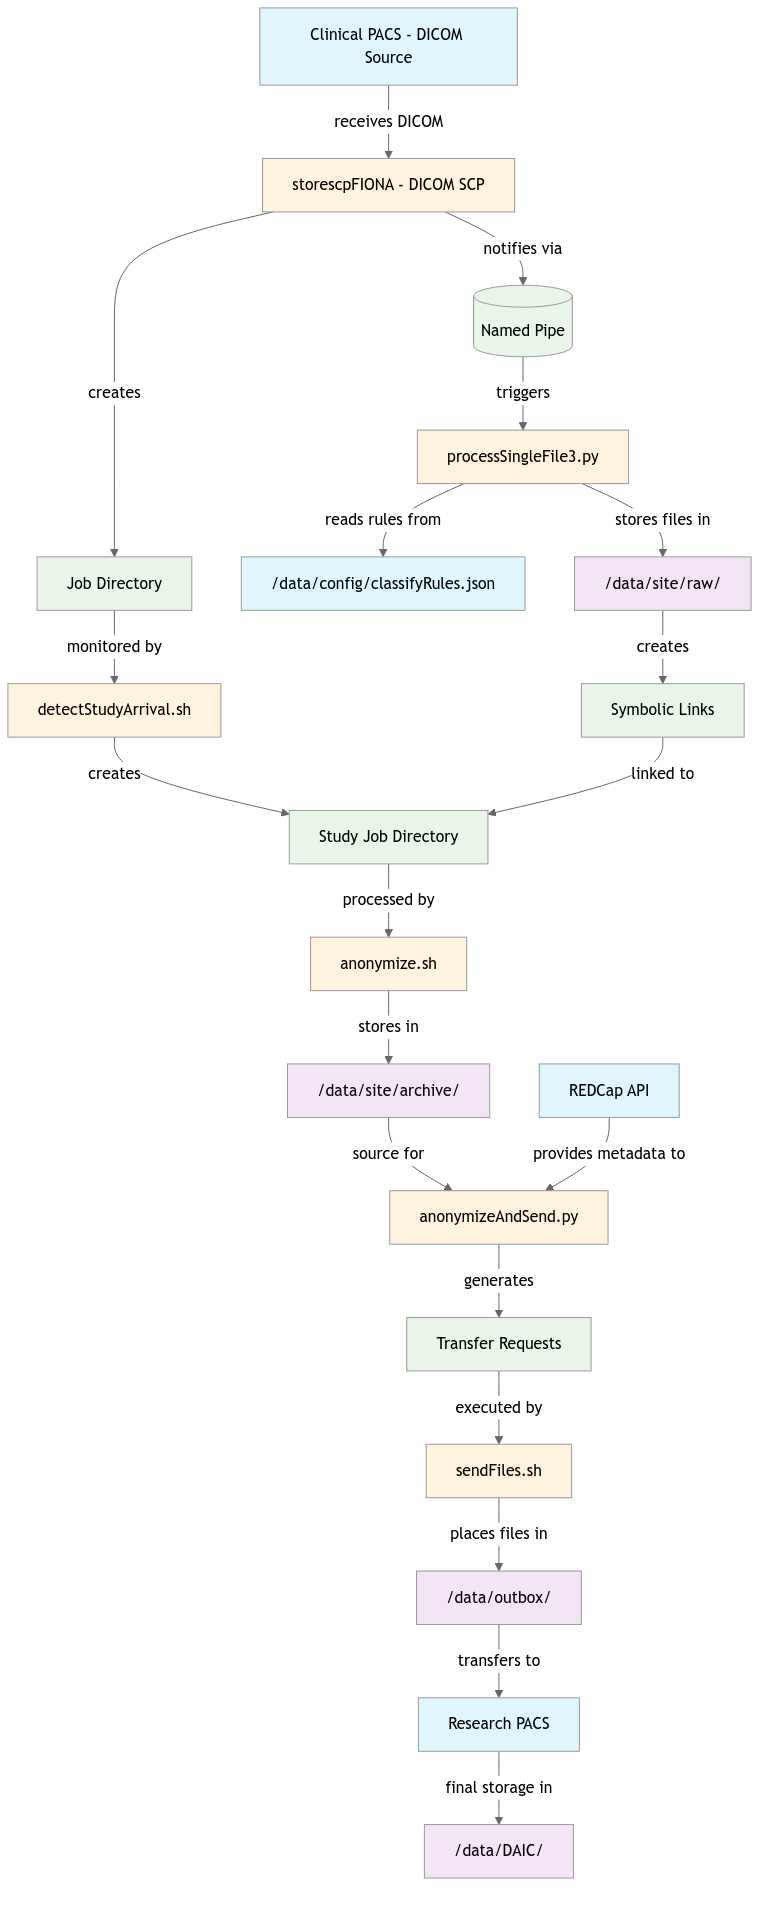 Clinical PACS - DICOM
Source
receives DICOM
storescpFIONA - DICOM SCP
notifies via
Named Pipe
creates
triggers
processSingleFile3.py
reads rules from
stores files in
Job Directory
/data/config/classifyRules.json
/data/site/raw/
monitored by
creates
detectStudyArrival.sh
Symbolic Links
creates
linked to
Study Job Directory
processed by
anonymize.sh
stores in
/data/site/archive/
REDCap API
source for
provides metadata to
anonymizeAndSend.py
generates
Transfer Requests
executed by
sendFiles.sh
places files in
/data/outbox/
transfers to
Research PACS
final storage in
/data/DAIC/